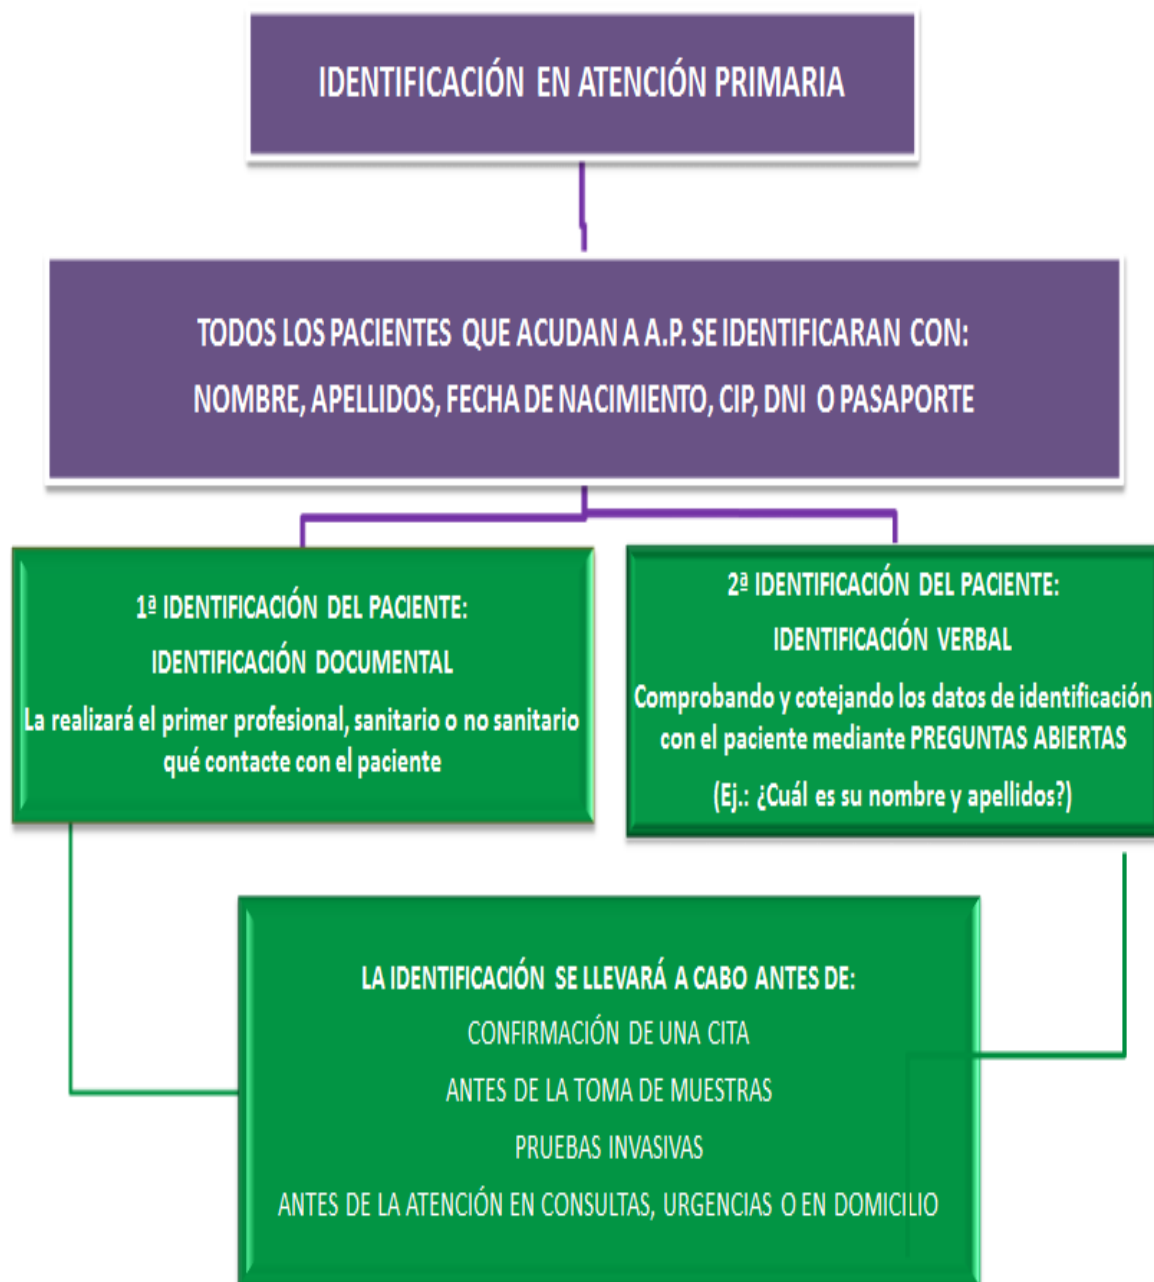 IDENTIFICACIÓN EN ATENCIÓN PRIMARIA
TODOS LOS PACIENTES QUE ACUDAN A A.P. SE IDENTIFICARAN CON:
NOMBRE, APELLIDOS, FECHA DE NACIMIENTO, CIP, DNI O PASAPORTE
1ª IDENTIFICACIÓN DEL PACIENTE:
IDENTIFICACIÓN DOCUMENTAL
La realizará el primer profesional, sanitario o no sanitario
qué contacte con el paciente
2ª IDENTIFICACIÓN DEL PACIENTE:
IDENTIFICACIÓN VERBAL
Comprobando y cotejando los datos de identificación
con el paciente mediante PREGUNTAS ABIERTAS
(Ej.: ¿Cuál es su nombre y apellidos?)
LA IDENTIFICACIÓN SE LLEVARÁ A CABO ANTES DE:
CONFIRMACIÓN DE UNA CITA
ANTES DE LA TOMA DE MUESTRAS
PRUEBAS INVASIVAS
ANTES DE LA ATENCIÓN EN CONSULTAS, URGENCIAS O EN DOMICILIO